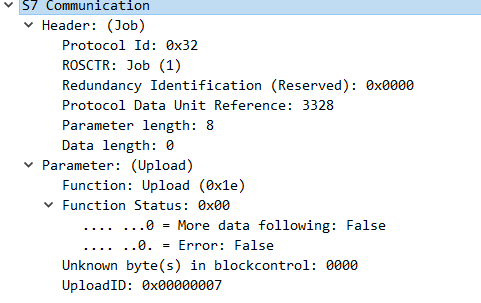 S7 Communication
Header: (Job)
Protocol Id: 0x32
ROSCTR: Job (1)
Redundancy Identification (Reserved): 0x0000
Protocol Data Unit Reference: 3328
Parameter length: 8
Data length: 0
Parameter: (Upload)
Function: Upload (0x1e)
Function Status: 0x00
.... ...0 = More data following: False
.... ..0. = Error: False
Unknown byte(s) in blockcontrol: 0000
UploadID: 0x00000007